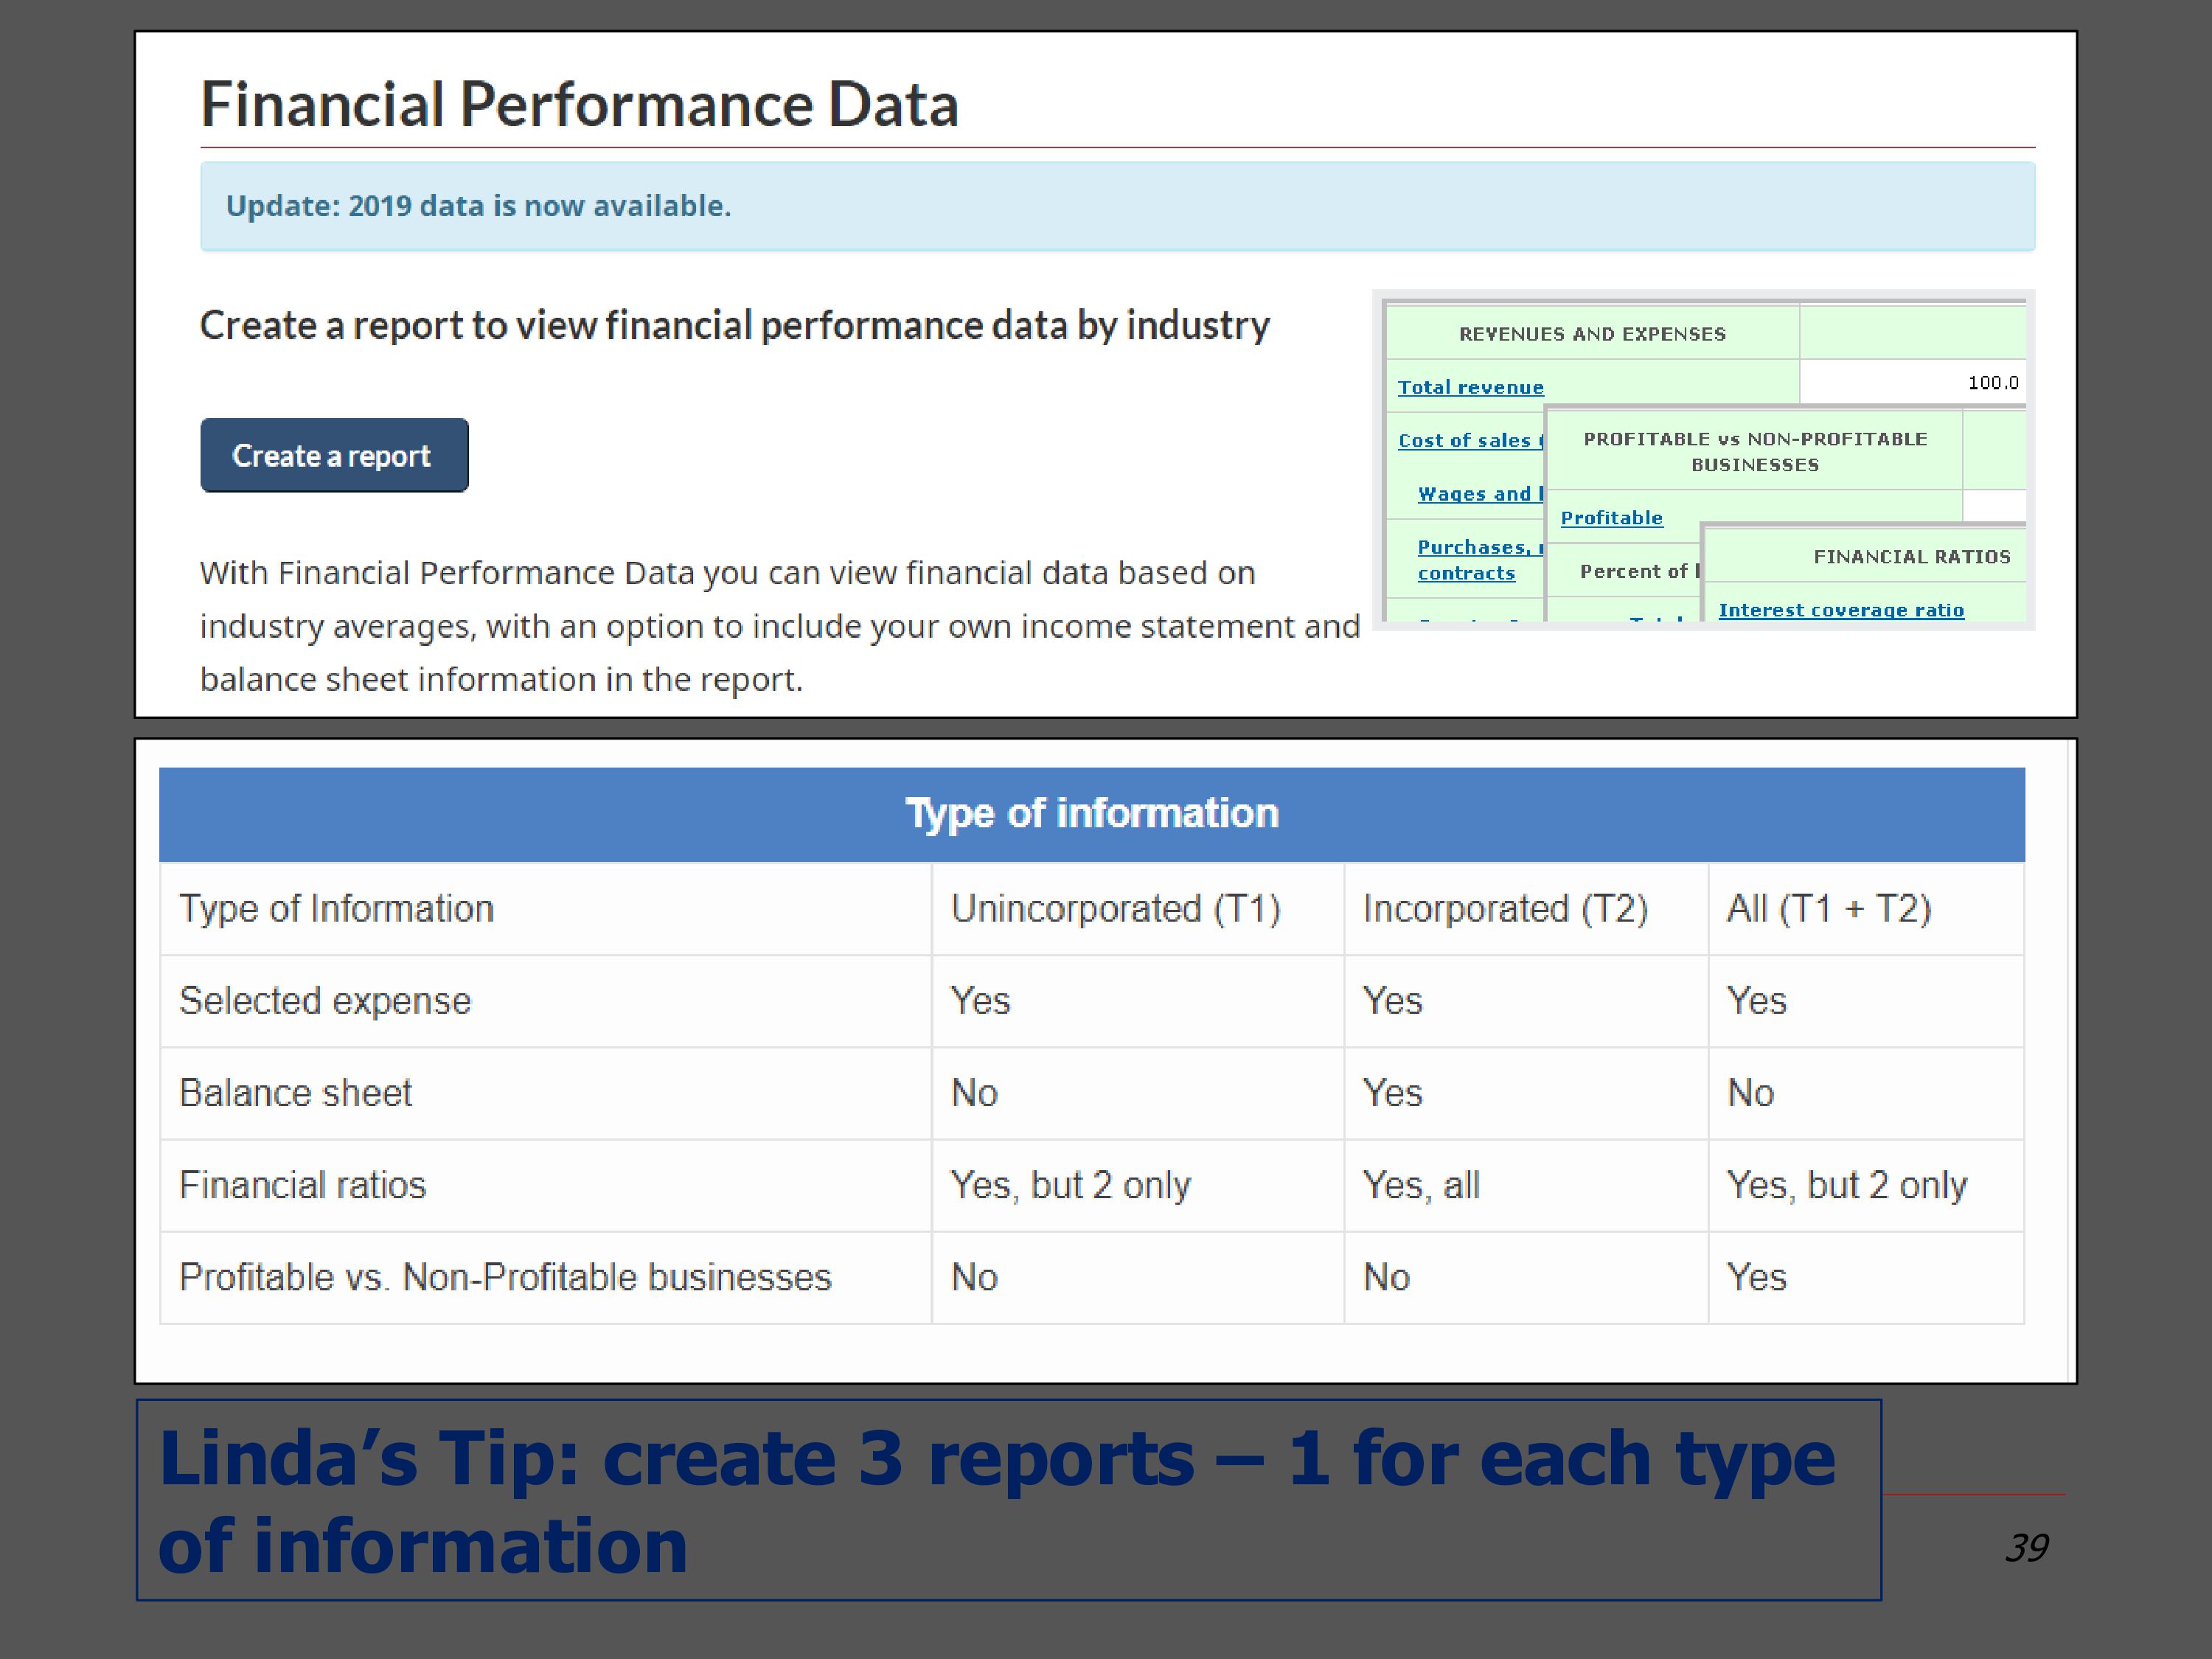 Financial Performance Data
Update: 2019 data is now available.
Create a report to view financial performance data by industry
Create a report
With Financial Performance Data you can view financial data based on
industry averages, with an option to include your own income statement and
balance sheet information in the report.
REVENUES AND EXPENSES
Total revenue 100.0
Cost of sales
Wages and
Purchases,
contracts
PROFITABLE vs NON-PROFITABLE
BUSINESSES
Profitable
Percent of
FINANCIAL RATIOS
Interest coverage ratio
Type of information
Type of Information Unincorporated (T1) Incorporated (T2) All (T1 + T2)
Selected expense Yes Yes Yes
Balance sheet No Yes No
Financial ratios Yes, but 2 only Yes, all Yes, but 2 only
Profitable vs. Non-Profitable businesses No No Yes
Linda’s Tip: create 3 reports – 1 for each type
of information
39